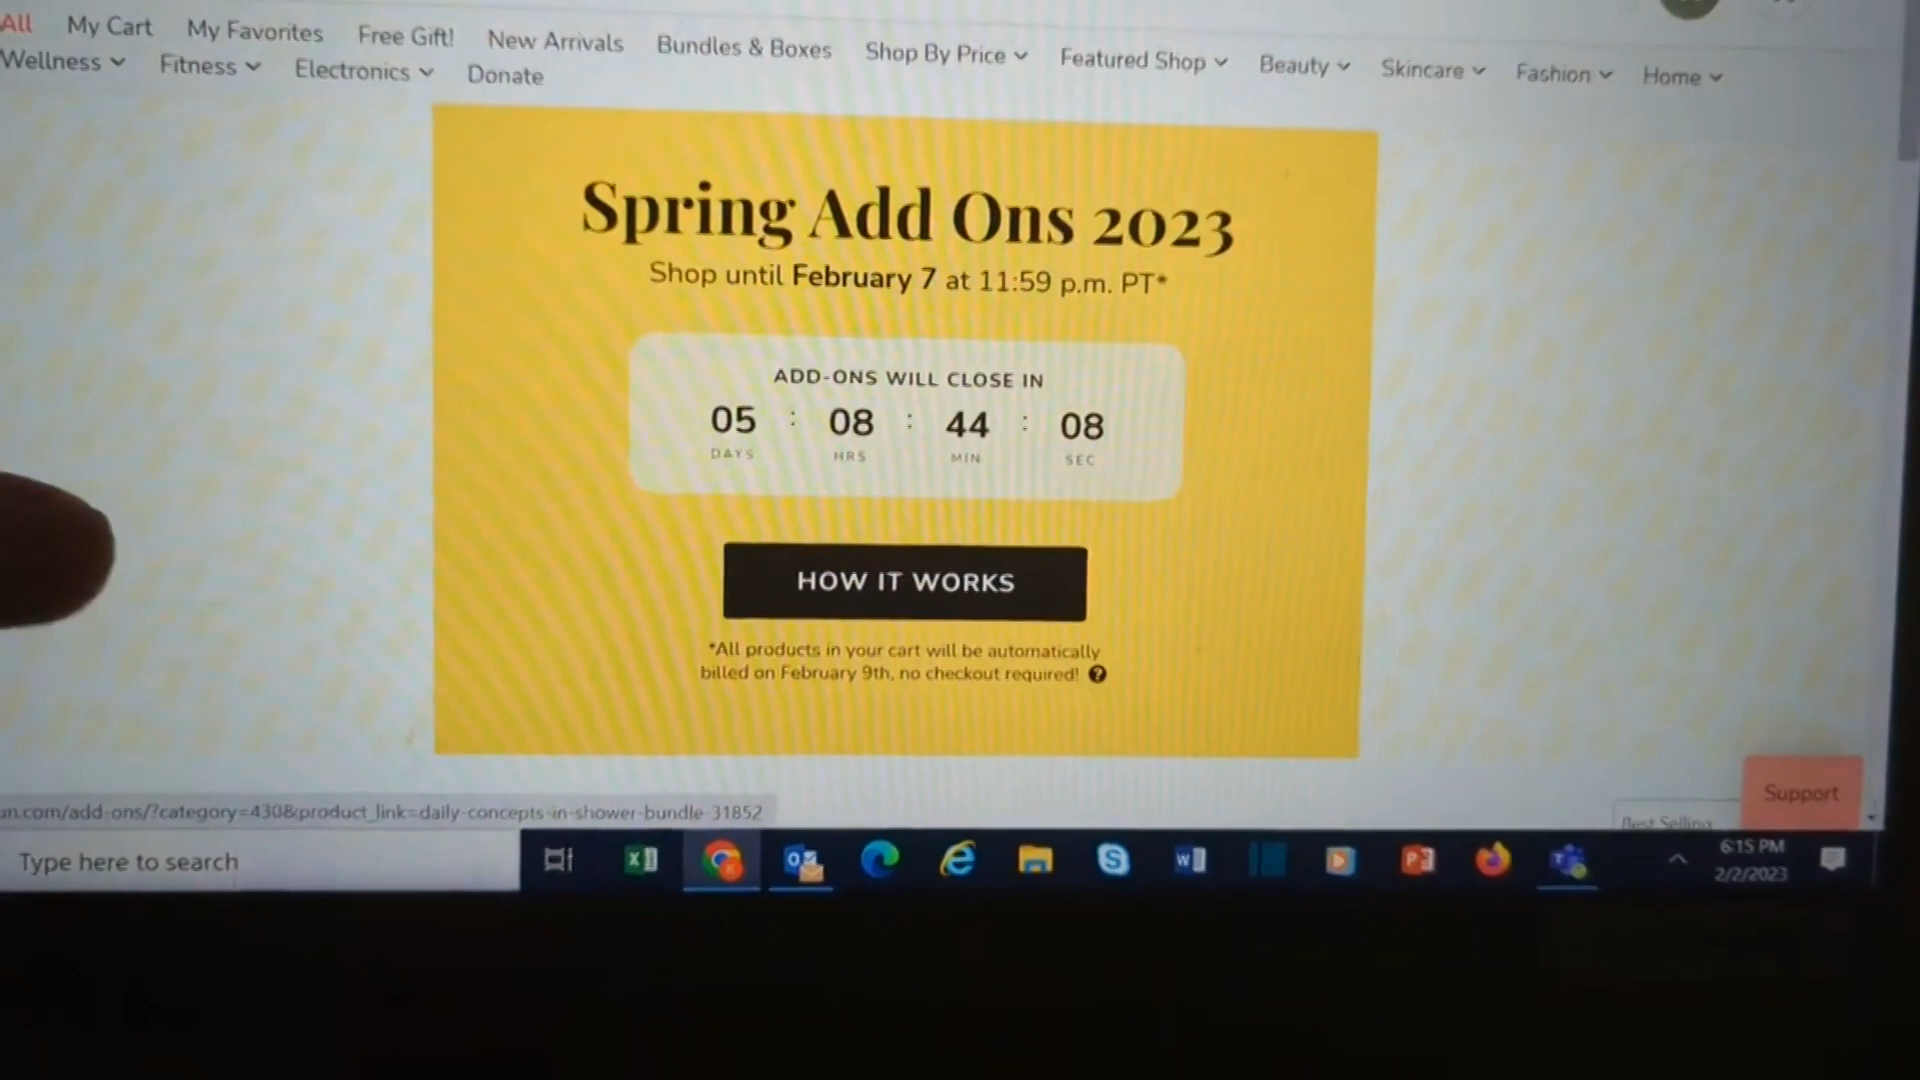 All My Cart My Favorites Free Gift! New Arrivals Bundles & Boxes Shop By Price Featured Shop Beauty Skincare Fashion Home
Wellness Fitness Electronics Donate
Spring Add Ons 2023
Shop until February 7 at 11:59 p.m. PT*
ADD-ONS WILL CLOSE IN
05 : 08 : 44 : 08
DAYS HRS MIN SEC
HOW IT WORKS
*All products in your cart will be automatically
billed on February 9th, no checkout required! ?
Support
un.com/add-ons/?category=430&product_link=daily-concepts-in-shower-bundle-31852
Best Selling
Type here to search
6:15 PM
2/2/2023